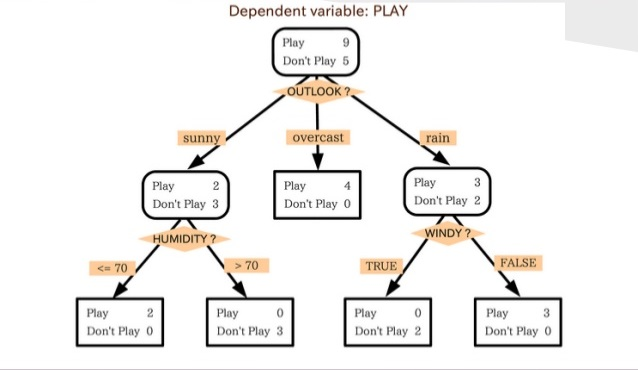 Dependent variable: PLAY
Play 9
Don't Play 5
OUTLOOK ?
sunny
overcast
rain
Play 2
Don't Play 3
Play 4
Don't Play 0
Play 3
Don't Play 2
HUMIDITY ?
WINDY ?
<= 70
> 70
TRUE
FALSE
Play 2
Don't Play 0
Play 0
Don't Play 3
Play 0
Don't Play 2
Play 3
Don't Play 0